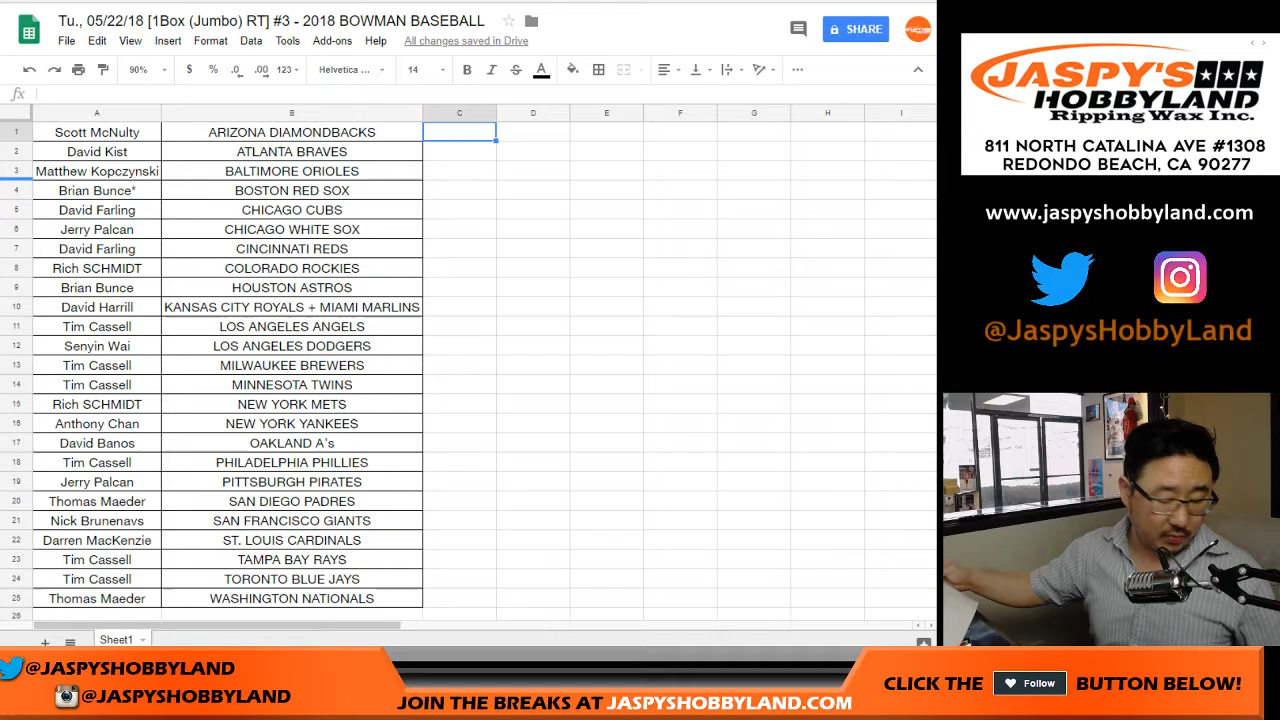 Tu., 05/22/18 [1Box (Jumbo) RT] #3 - 2018 BOWMAN BASEBALL
File Edit View Insert Format Data Tools Add-ons Help All changes saved in Drive
SHARE
90% $ % .0 .00 123 Helvetica ... 14 B I S A
fx
A B C D E F G H I
1 Scott McNulty ARIZONA DIAMONDBACKS
2 David Kist ATLANTA BRAVES
3 Matthew Kopczynski BALTIMORE ORIOLES
4 Brian Bunce* BOSTON RED SOX
5 David Farling CHICAGO CUBS
6 Jerry Palcan CHICAGO WHITE SOX
7 David Farling CINCINNATI REDS
8 Rich SCHMIDT COLORADO ROCKIES
9 Brian Bunce HOUSTON ASTROS
10 David Harrill KANSAS CITY ROYALS + MIAMI MARLINS
11 Tim Cassell LOS ANGELES ANGELS
12 Senyin Wai LOS ANGELES DODGERS
13 Tim Cassell MILWAUKEE BREWERS
14 Tim Cassell MINNESOTA TWINS
15 Rich SCHMIDT NEW YORK METS
16 Anthony Chan NEW YORK YANKEES
17 David Banos OAKLAND A's
18 Tim Cassell PHILADELPHIA PHILLIES
19 Jerry Palcan PITTSBURGH PIRATES
20 Thomas Maeder SAN DIEGO PADRES
21 Nick Brunenavs SAN FRANCISCO GIANTS
22 Darren MacKenzie ST. LOUIS CARDINALS
23 Tim Cassell TAMPA BAY RAYS
24 Tim Cassell TORONTO BLUE JAYS
25 Thomas Maeder WASHINGTON NATIONALS
26
Sheet1
JASPY'S
HOBBYLAND
Ripping Wax Inc.
811 NORTH CATALINA AVE #1308
REDONDO BEACH, CA 90277
www.jaspyshobbyland.com
@JaspysHobbyLand
@JASPYSHOBBYLAND
@JASPYSHOBBYLAND
JOIN THE BREAKS AT JASPYSHOBBYLAND.COM
CLICK THE Follow BUTTON BELOW!